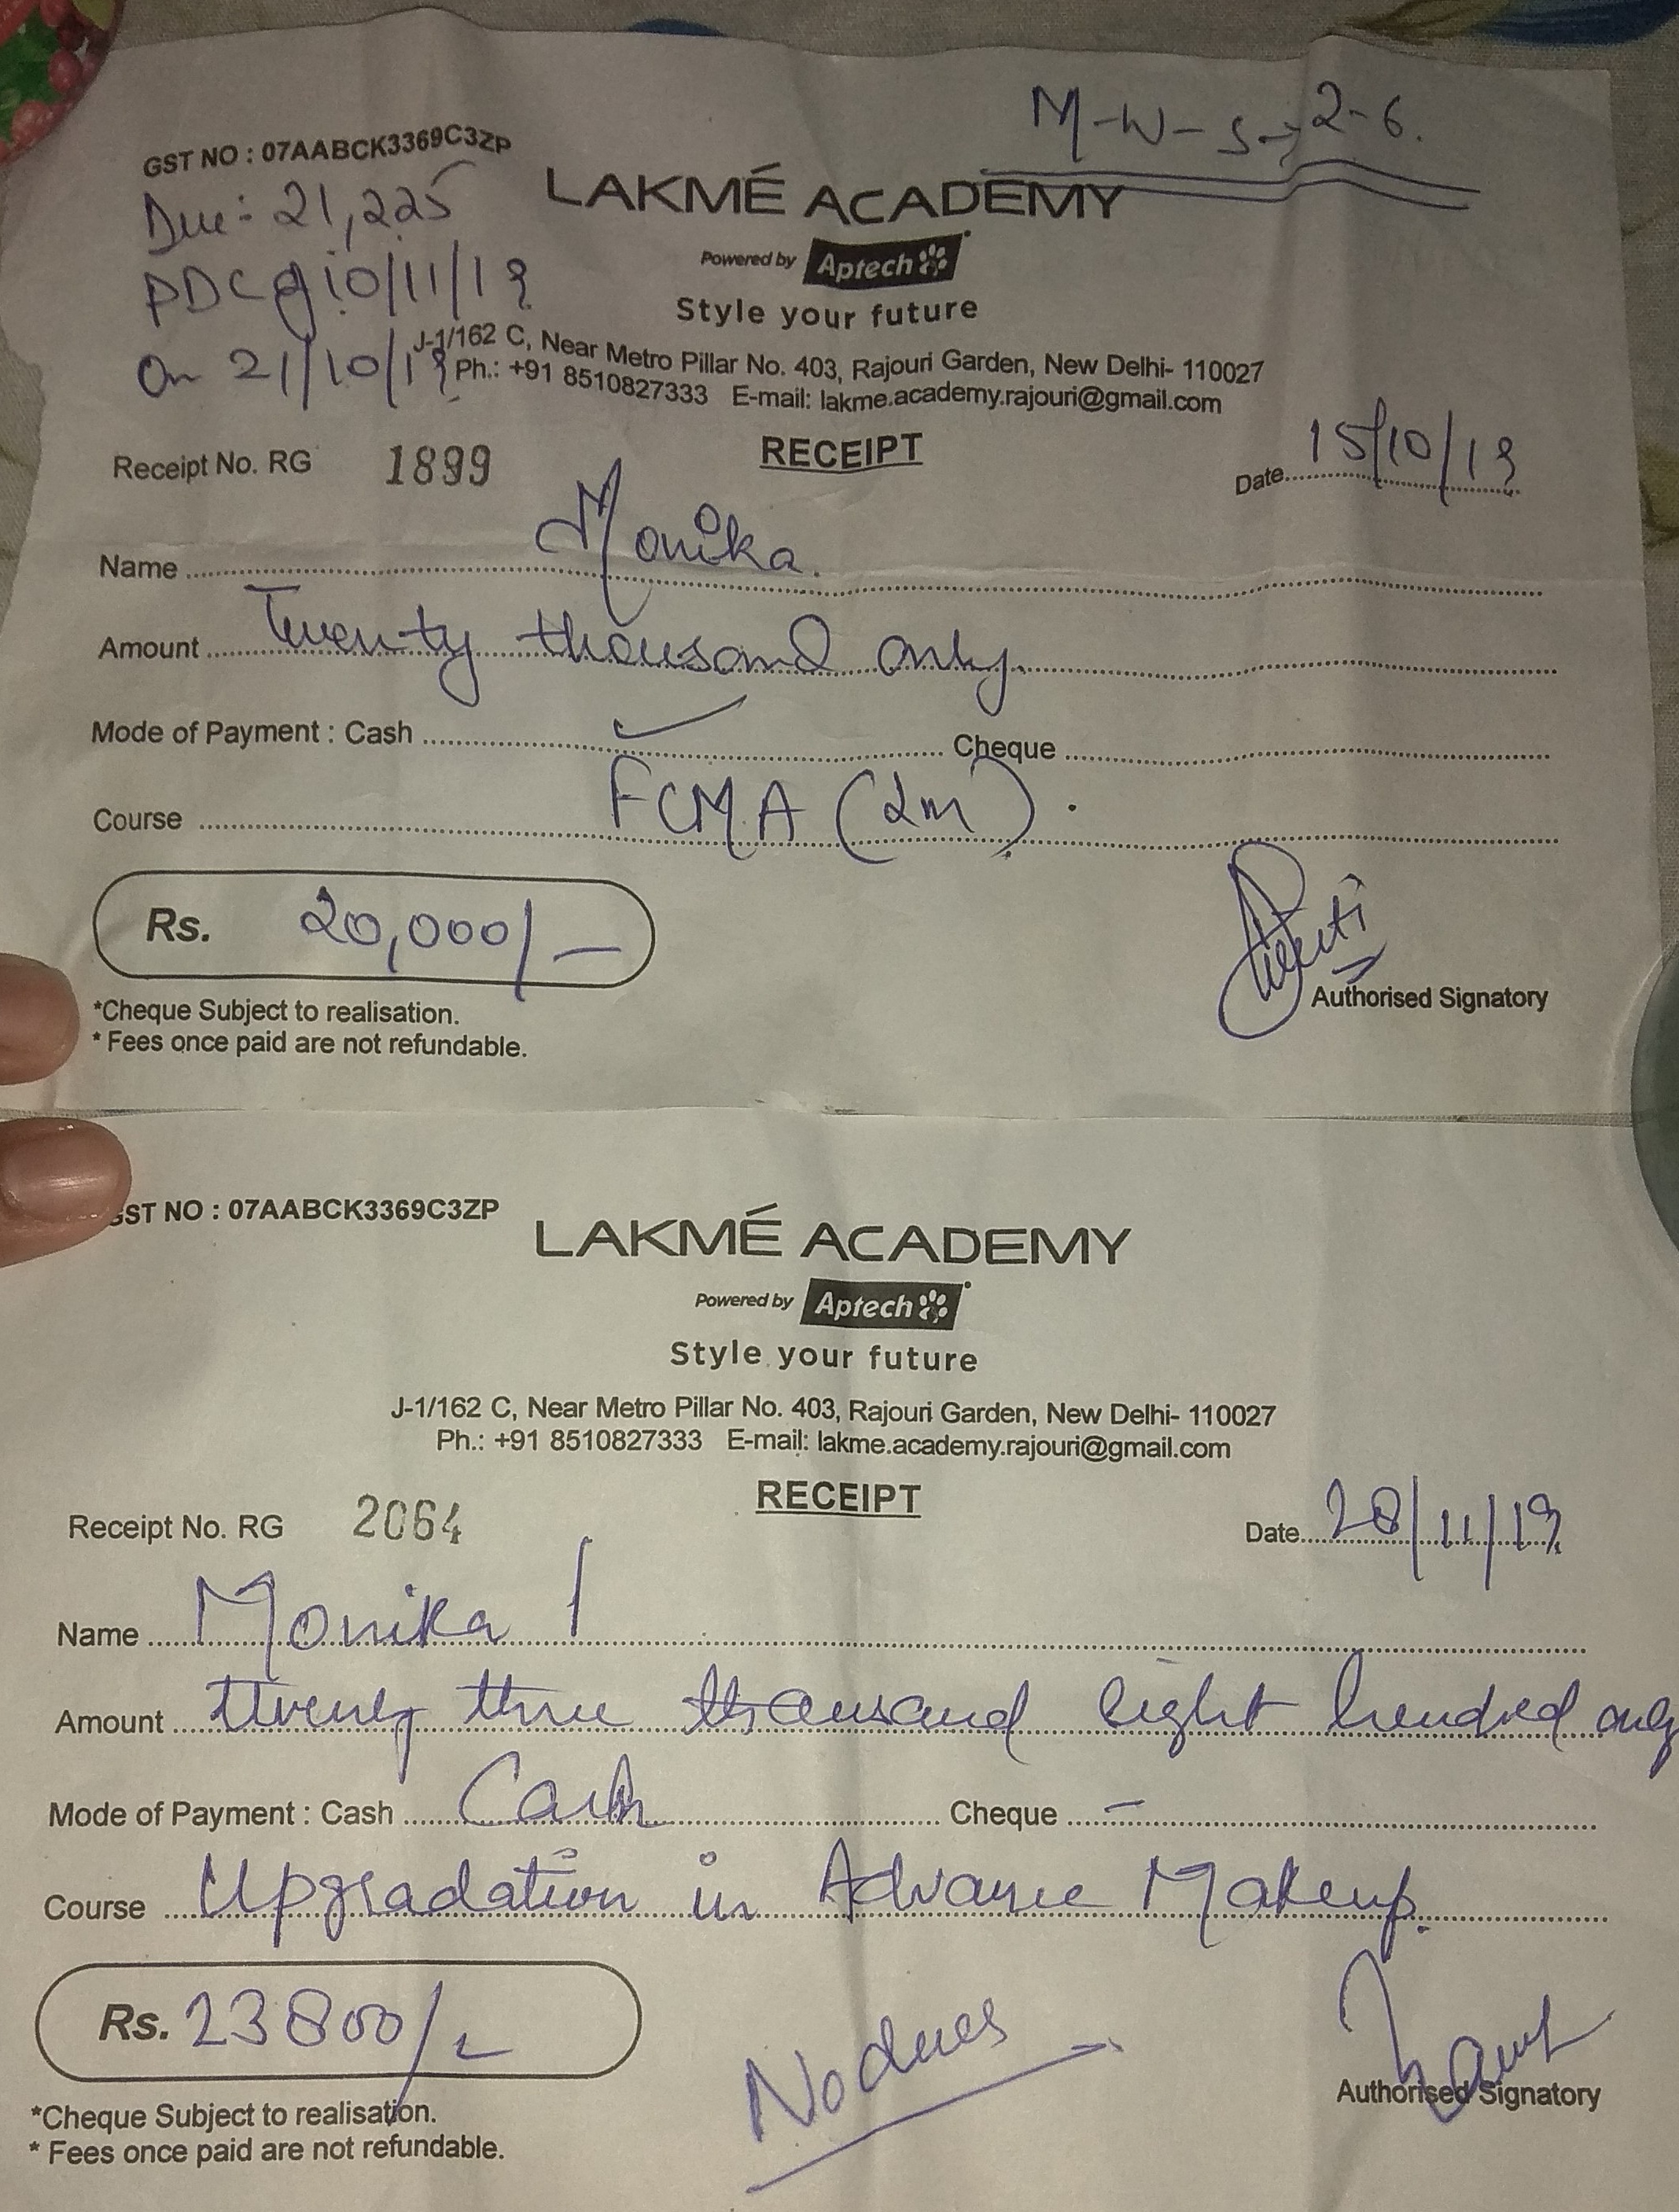 M-W-S→2-6.
GST NO : 07AABCK3369C3ZP
Due: 21,225
LAKMÉ ACADEMY
Powered by Aptech
PDC @ 10/11/19
Style your future
On 21/10/19
J-1/162 C, Near Metro Pillar No. 403, Rajouri Garden, New Delhi- 110027
Ph.: +91 8510827333 E-mail: lakme.academy.rajouri@gmail.com
RECEIPT
Receipt No. RG 1899
Date 15/10/19
Name Monika.
Amount Twenty thousand only.
Mode of Payment : Cash ✓ Cheque
Course FCMA (2m).
Rs. 20,000/-
Authorised Signatory
*Cheque Subject to realisation.
* Fees once paid are not refundable.
GST NO : 07AABCK3369C3ZP
LAKMÉ ACADEMY
Powered by Aptech
Style your future
J-1/162 C, Near Metro Pillar No. 403, Rajouri Garden, New Delhi- 110027
Ph.: +91 8510827333 E-mail: lakme.academy.rajouri@gmail.com
RECEIPT
Receipt No. RG 2064
Date 28/11/19
Name Monika
Amount twenty three thousand eight hundred only
Mode of Payment : Cash Cash Cheque -
Course Upgradation in Advance Makeup.
Rs. 23800/-
No dues
Authorised Signatory
*Cheque Subject to realisation.
* Fees once paid are not refundable.